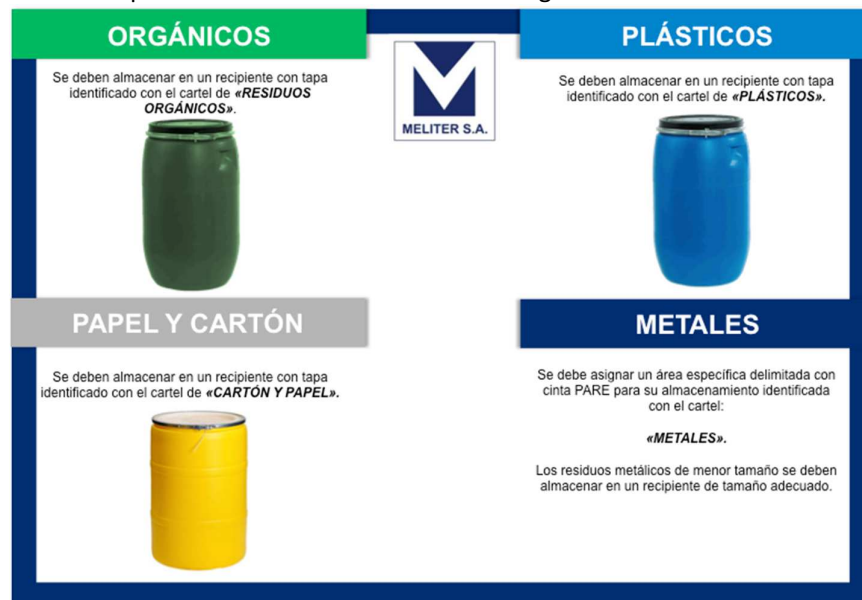 ORGÁNICOS
Se deben almacenar en un recipiente con tapa
identificado con el cartel de «RESIDUOS
ORGÁNICOS».
MELITER S.A.
PLÁSTICOS
Se deben almacenar en un recipiente con tapa
identificado con el cartel de «PLÁSTICOS».
PAPEL Y CARTÓN
Se deben almacenar en un recipiente con tapa
identificado con el cartel de «CARTÓN Y PAPEL».
METALES
Se debe asignar un área específica delimitada con
cinta PARE para su almacenamiento identificada
con el cartel:
«METALES».
Los residuos metálicos de menor tamaño se deben
almacenar en un recipiente de tamaño adecuado.